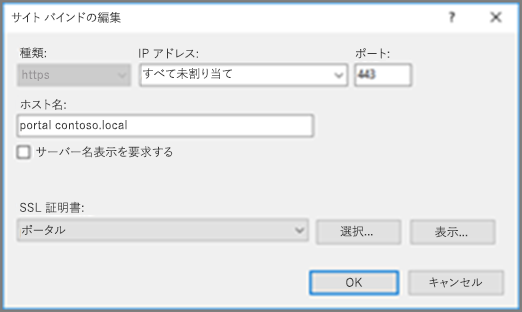 サイト バインドの編集
?
種類:
IP アドレス:
ポート:
https
すべて未割り当て
443
ホスト名:
portal contoso.local
サーバー名表示を要求する
SSL 証明書:
ポータル
選択...
表示...
OK
キャンセル